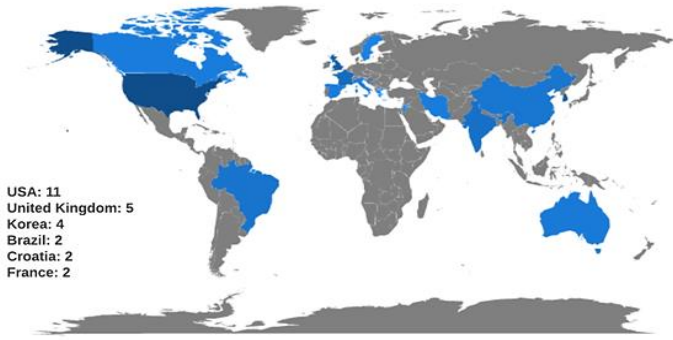 USA: 11
United Kingdom: 5
Korea: 4
Brazil: 2
Croatia: 2
France: 2